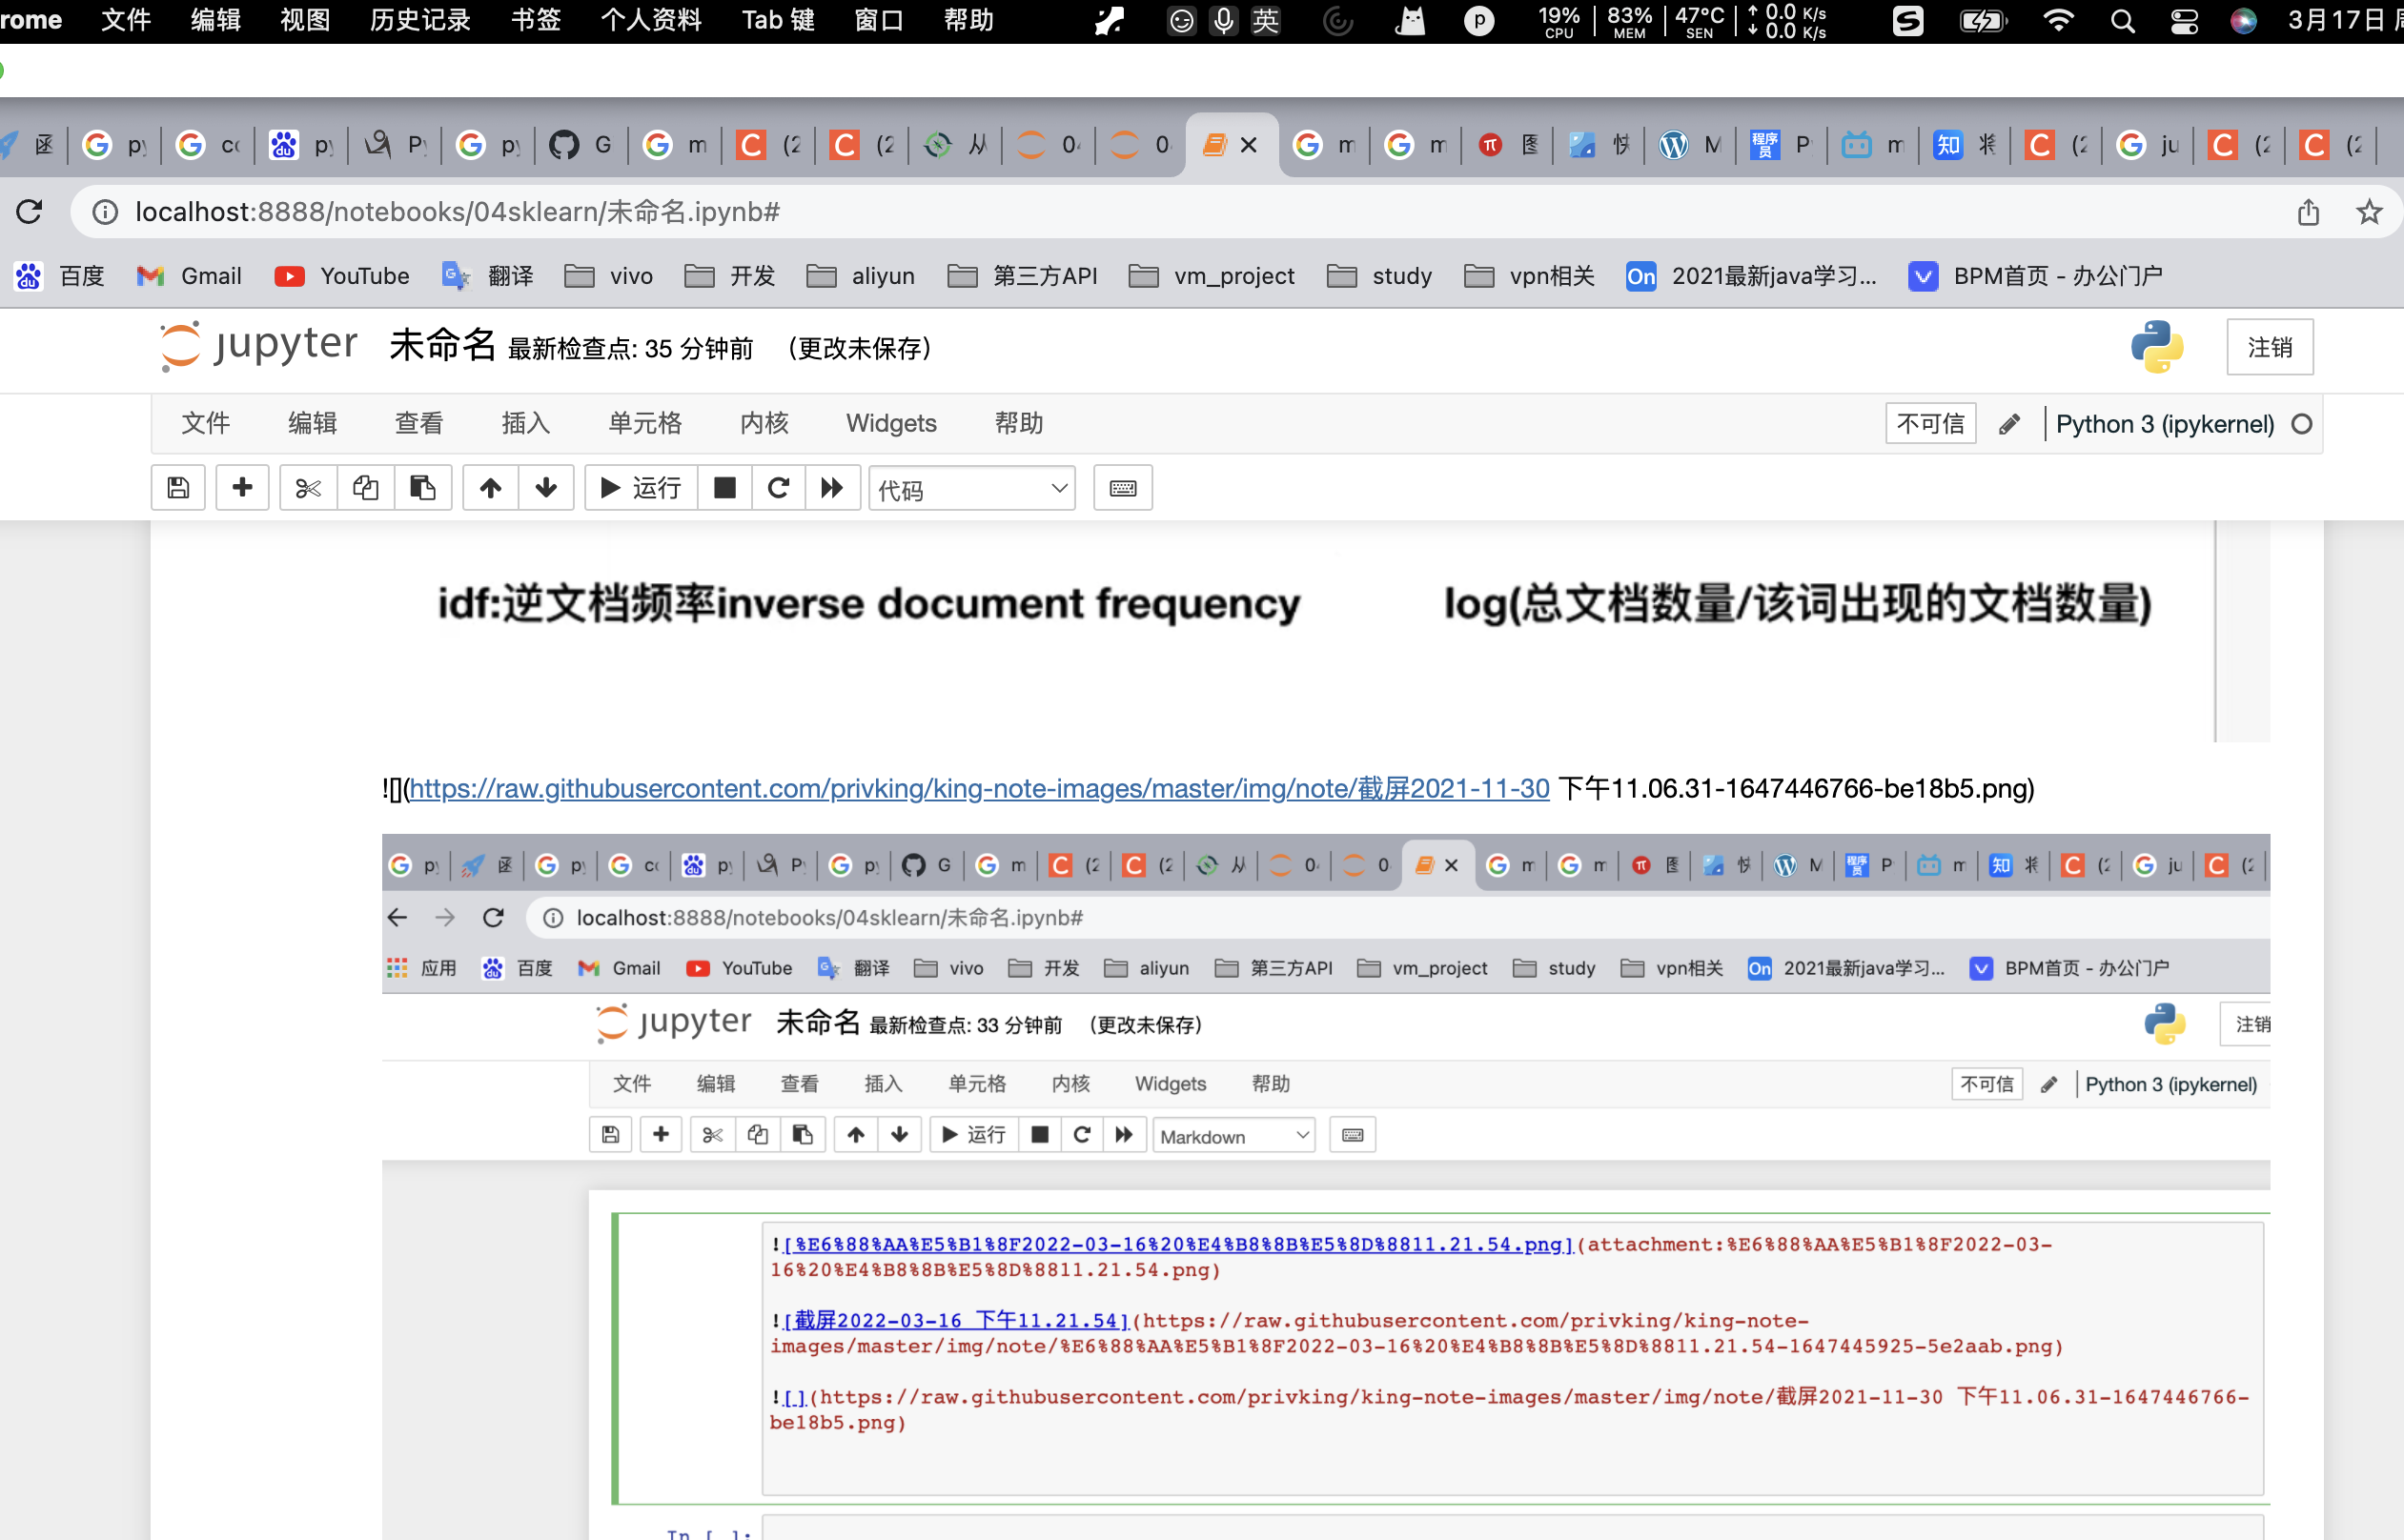 rome 文件 编辑 视图 历史记录 书签 个人资料 Tab 键 窗口 帮助 英 19% CPU 83% MEM 47°C SEN 0.0 K/s 0.0 K/s 3月17日
G C 从 0 0 m m 图 快 M 程序员 P m 知 将 (2 ju (2 (2
localhost:8888/notebooks/04sklearn/未命名.ipynb#
百度 Gmail YouTube 翻译 vivo 开发 aliyun 第三方API vm_project study vpn相关 On 2021最新java学习... BPM首页 - 办公门户
jupyter 未命名 最新检查点: 35 分钟前 (更改未保存) 注销
文件 编辑 查看 插入 单元格 内核 Widgets 帮助 不可信 Python 3 (ipykernel)
运行 代码
idf:逆文档频率inverse document frequency log(总文档数量/该词出现的文档数量)
![](https://raw.githubusercontent.com/privking/king-note-images/master/img/note/截屏2021-11-30 下午11.06.31-1647446766-be18b5.png)
localhost:8888/notebooks/04sklearn/未命名.ipynb#
应用 百度 Gmail YouTube 翻译 vivo 开发 aliyun 第三方API vm_project study vpn相关 On 2021最新java学习... BPM首页 - 办公门户
jupyter 未命名 最新检查点: 33 分钟前 (更改未保存) 注销
文件 编辑 查看 插入 单元格 内核 Widgets 帮助 不可信 Python 3 (ipykernel)
运行 Markdown
![%E6%88%AA%E5%B1%8F2022-03-16%20%E4%B8%8B%E5%8D%8811.21.54.png](attachment:%E6%88%AA%E5%B1%8F2022-03-
16%20%E4%B8%8B%E5%8D%8811.21.54.png)
![截屏2022-03-16 下午11.21.54](https://raw.githubusercontent.com/privking/king-note-
images/master/img/note/%E6%88%AA%E5%B1%8F2022-03-16%20%E4%B8%8B%E5%8D%8811.21.54-1647445925-5e2aab.png)
![](https://raw.githubusercontent.com/privking/king-note-images/master/img/note/截屏2021-11-30 下午11.06.31-1647446766-
be18b5.png)
In [ ]: